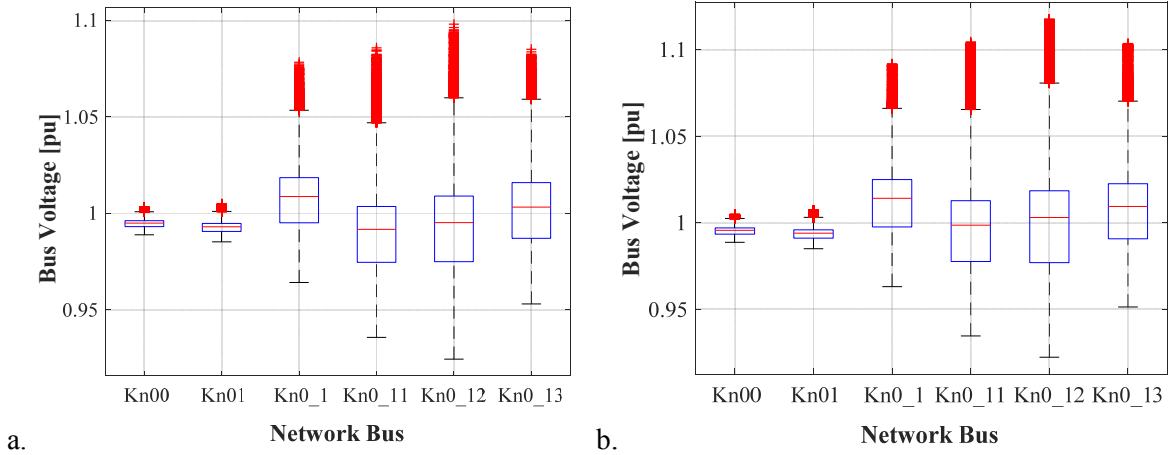 1.1
1.05
1
0.95
Bus Voltage [pu]
Kn00 Kn01 Kn0_1 Kn0_11 Kn0_12 Kn0_13
Network Bus
a.
1.1
1.05
1
0.95
Bus Voltage [pu]
Kn00 Kn01 Kn0_1 Kn0_11 Kn0_12 Kn0_13
Network Bus
b.